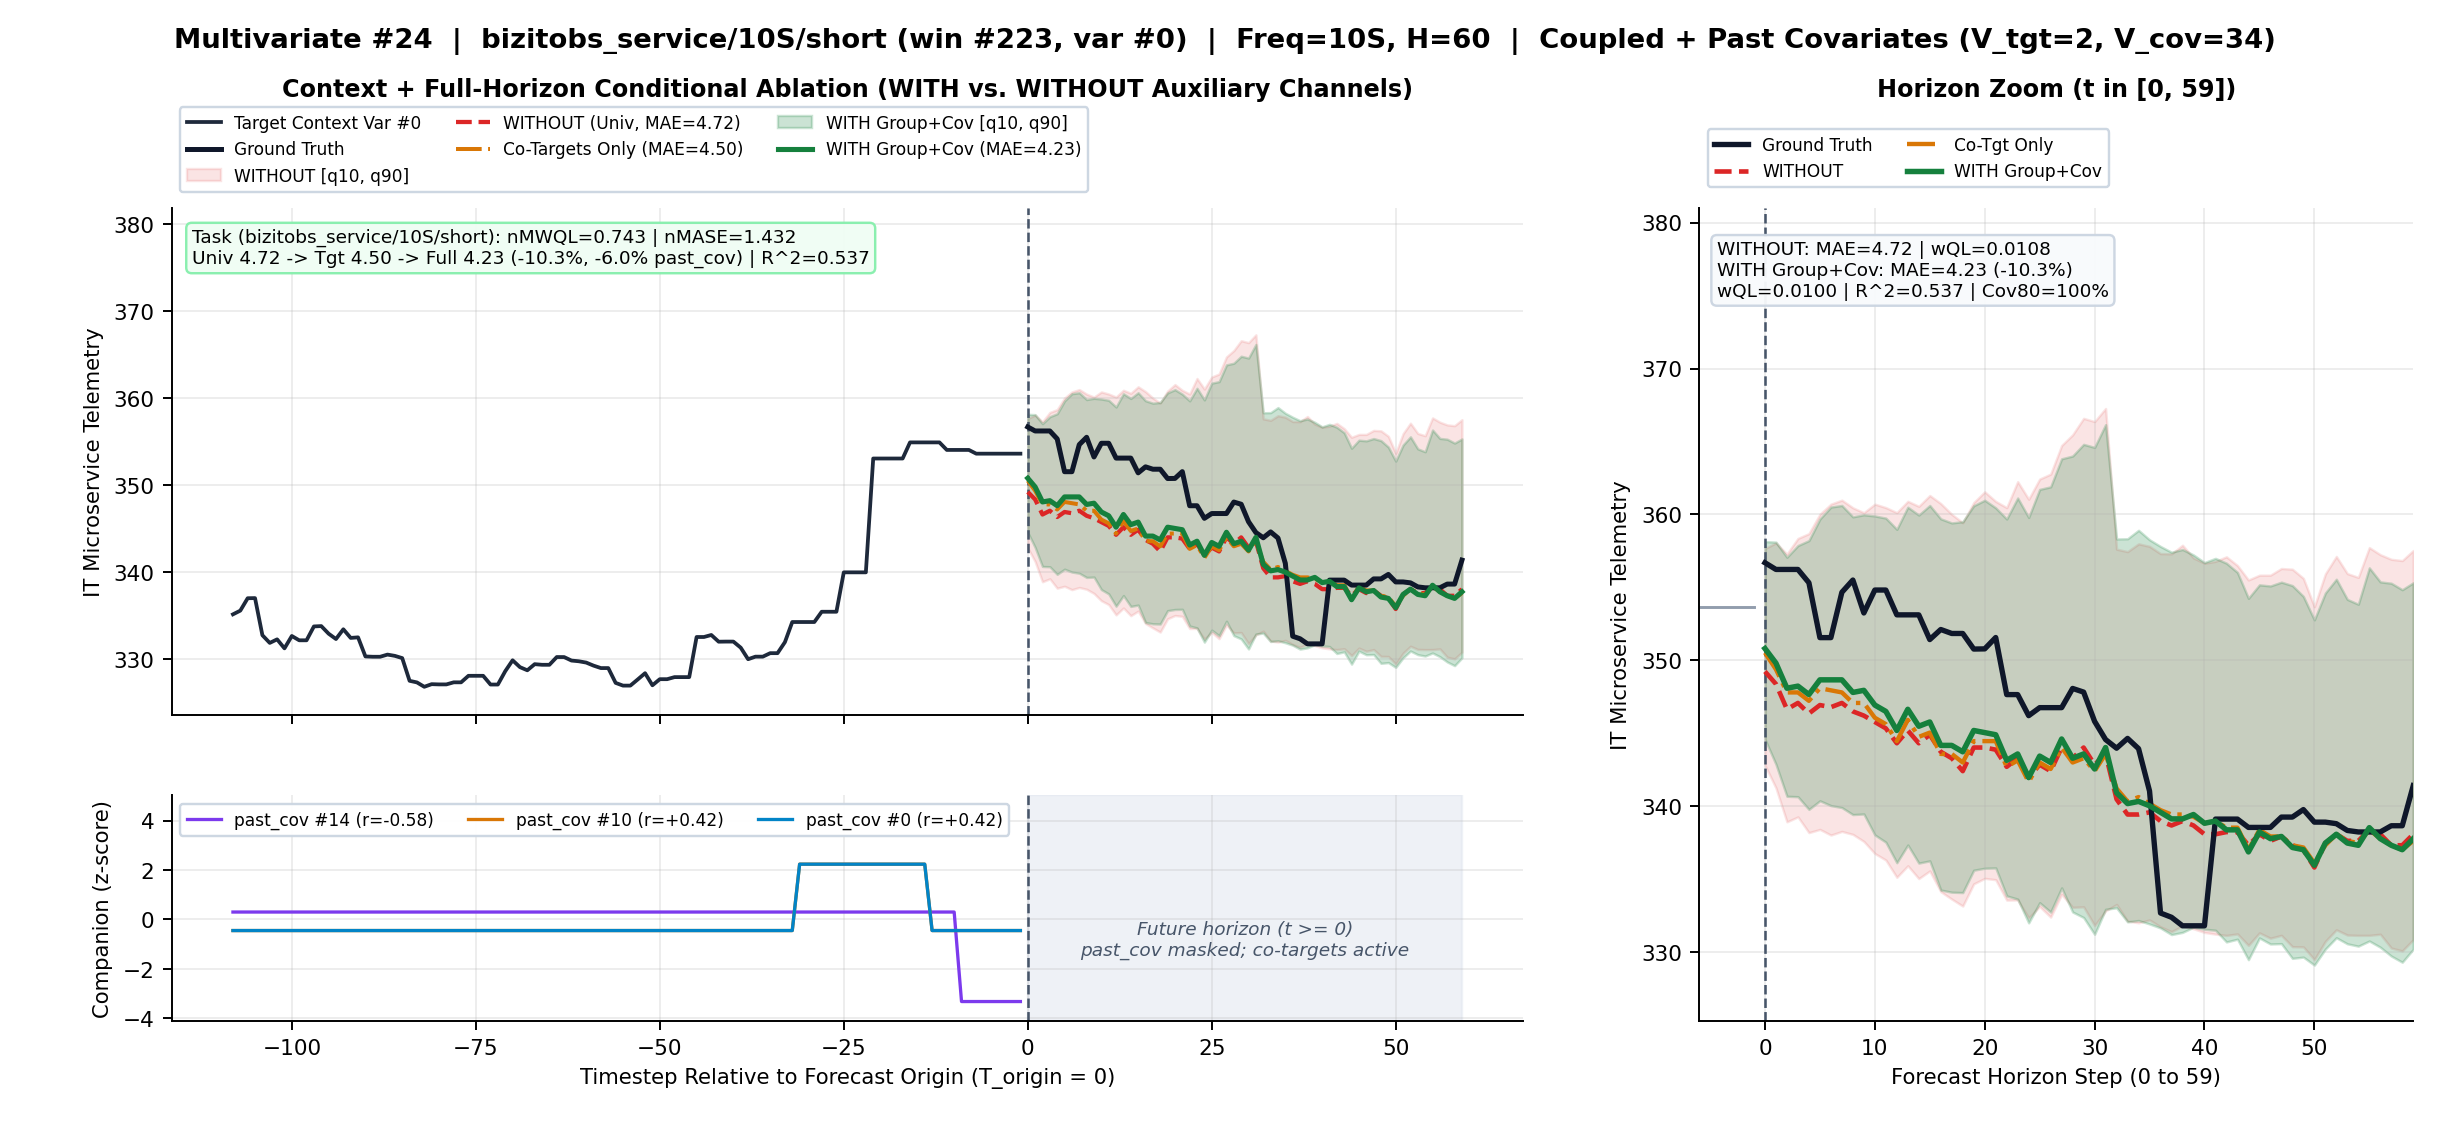 Multivariate #24 | bizitobs_service/10S/short (win #223, var #0) | Freq=10S, H=60 | Coupled + Past Covariates (V_tgt=2, V_cov=34)
Context + Full-Horizon Conditional Ablation (WITH vs. WITHOUT Auxiliary Channels)
Target Context Var #0
Ground Truth
WITHOUT [q10, q90]
WITHOUT (Univ, MAE=4.72)
Co-Targets Only (MAE=4.50)
WITH Group+Cov [q10, q90]
WITH Group+Cov (MAE=4.23)
Task (bizitobs_service/10S/short): nMWQL=0.743 | nMASE=1.432
Univ 4.72 -> Tgt 4.50 -> Full 4.23 (-10.3%, -6.0% past_cov) | R^2=0.537
380
370
360
350
340
330
IT Microservice Telemetry
past_cov #14 (r=-0.58)
past_cov #10 (r=+0.42)
past_cov #0 (r=+0.42)
Future horizon (t >= 0)
past_cov masked; co-targets active
4
2
0
−2
−4
Companion (z-score)
−100
−75
−50
−25
0
25
50
Timestep Relative to Forecast Origin (T_origin = 0)
Horizon Zoom (t in [0, 59])
Ground Truth
WITHOUT
Co-Tgt Only
WITH Group+Cov
WITHOUT: MAE=4.72 | wQL=0.0108
WITH Group+Cov: MAE=4.23 (-10.3%)
wQL=0.0100 | R^2=0.537 | Cov80=100%
380
370
360
350
340
330
IT Microservice Telemetry
0
10
20
30
40
50
Forecast Horizon Step (0 to 59)